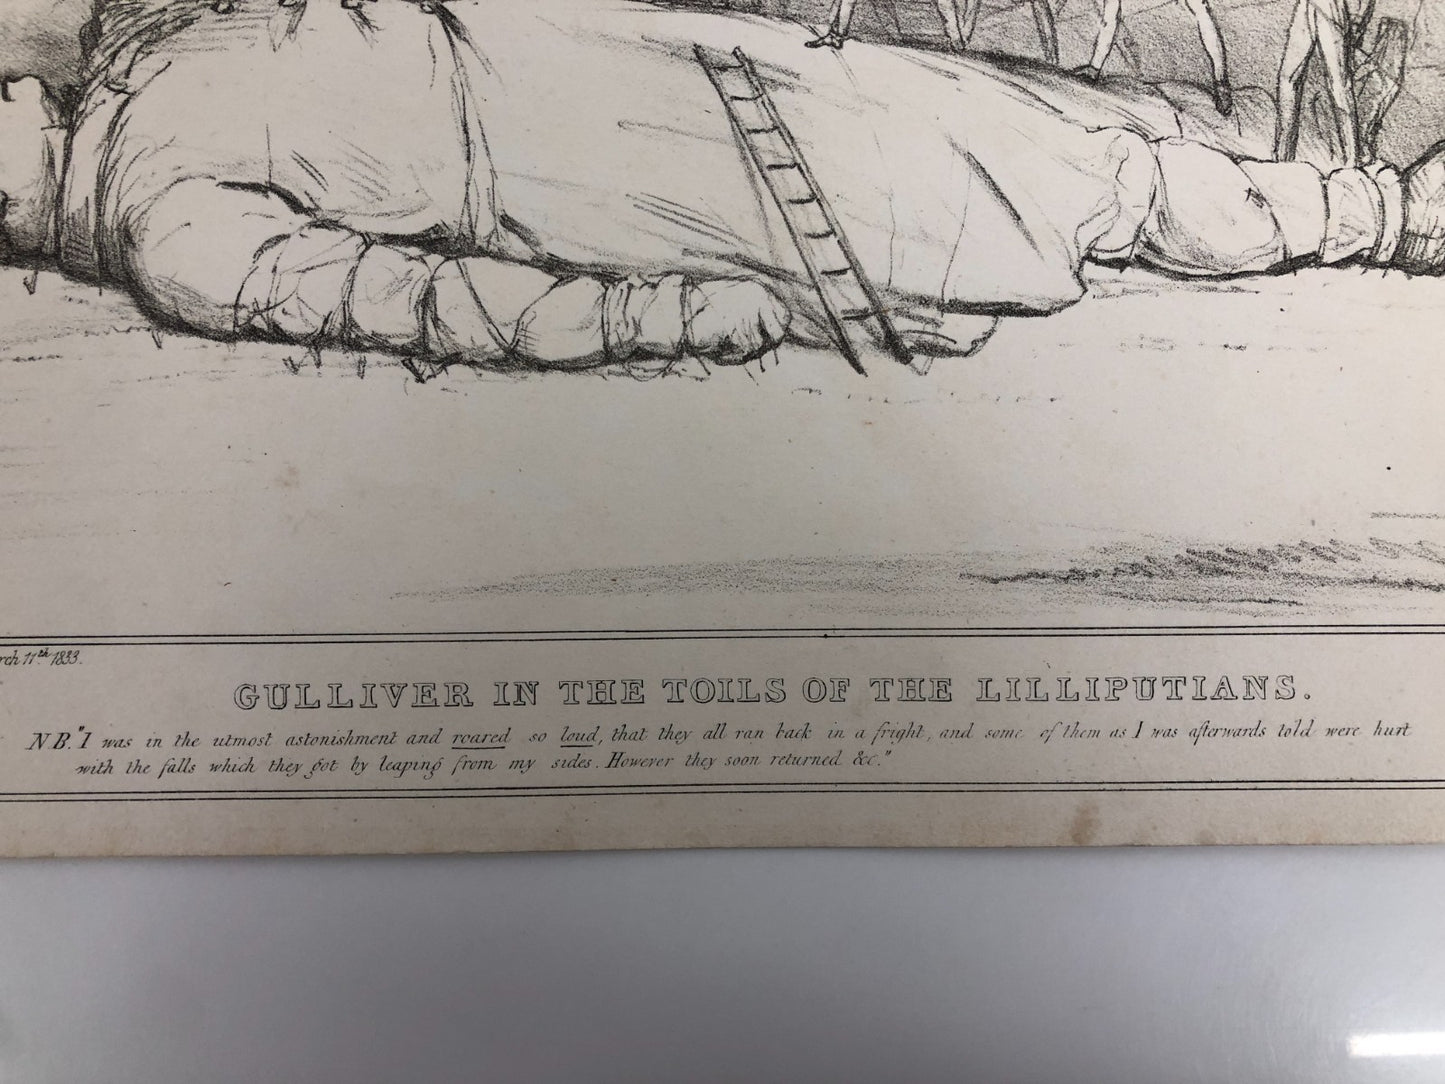 rch 11th 1833.
GULLIVER IN THE TOILS OF THE LILLIPUTIANS.
NB. "I was in the utmost astonishment and roared so loud, that they all ran back in a fright, and some of them as I was afterwards told were hurt
with the falls which they got by leaping from my sides. However they soon returned &c."